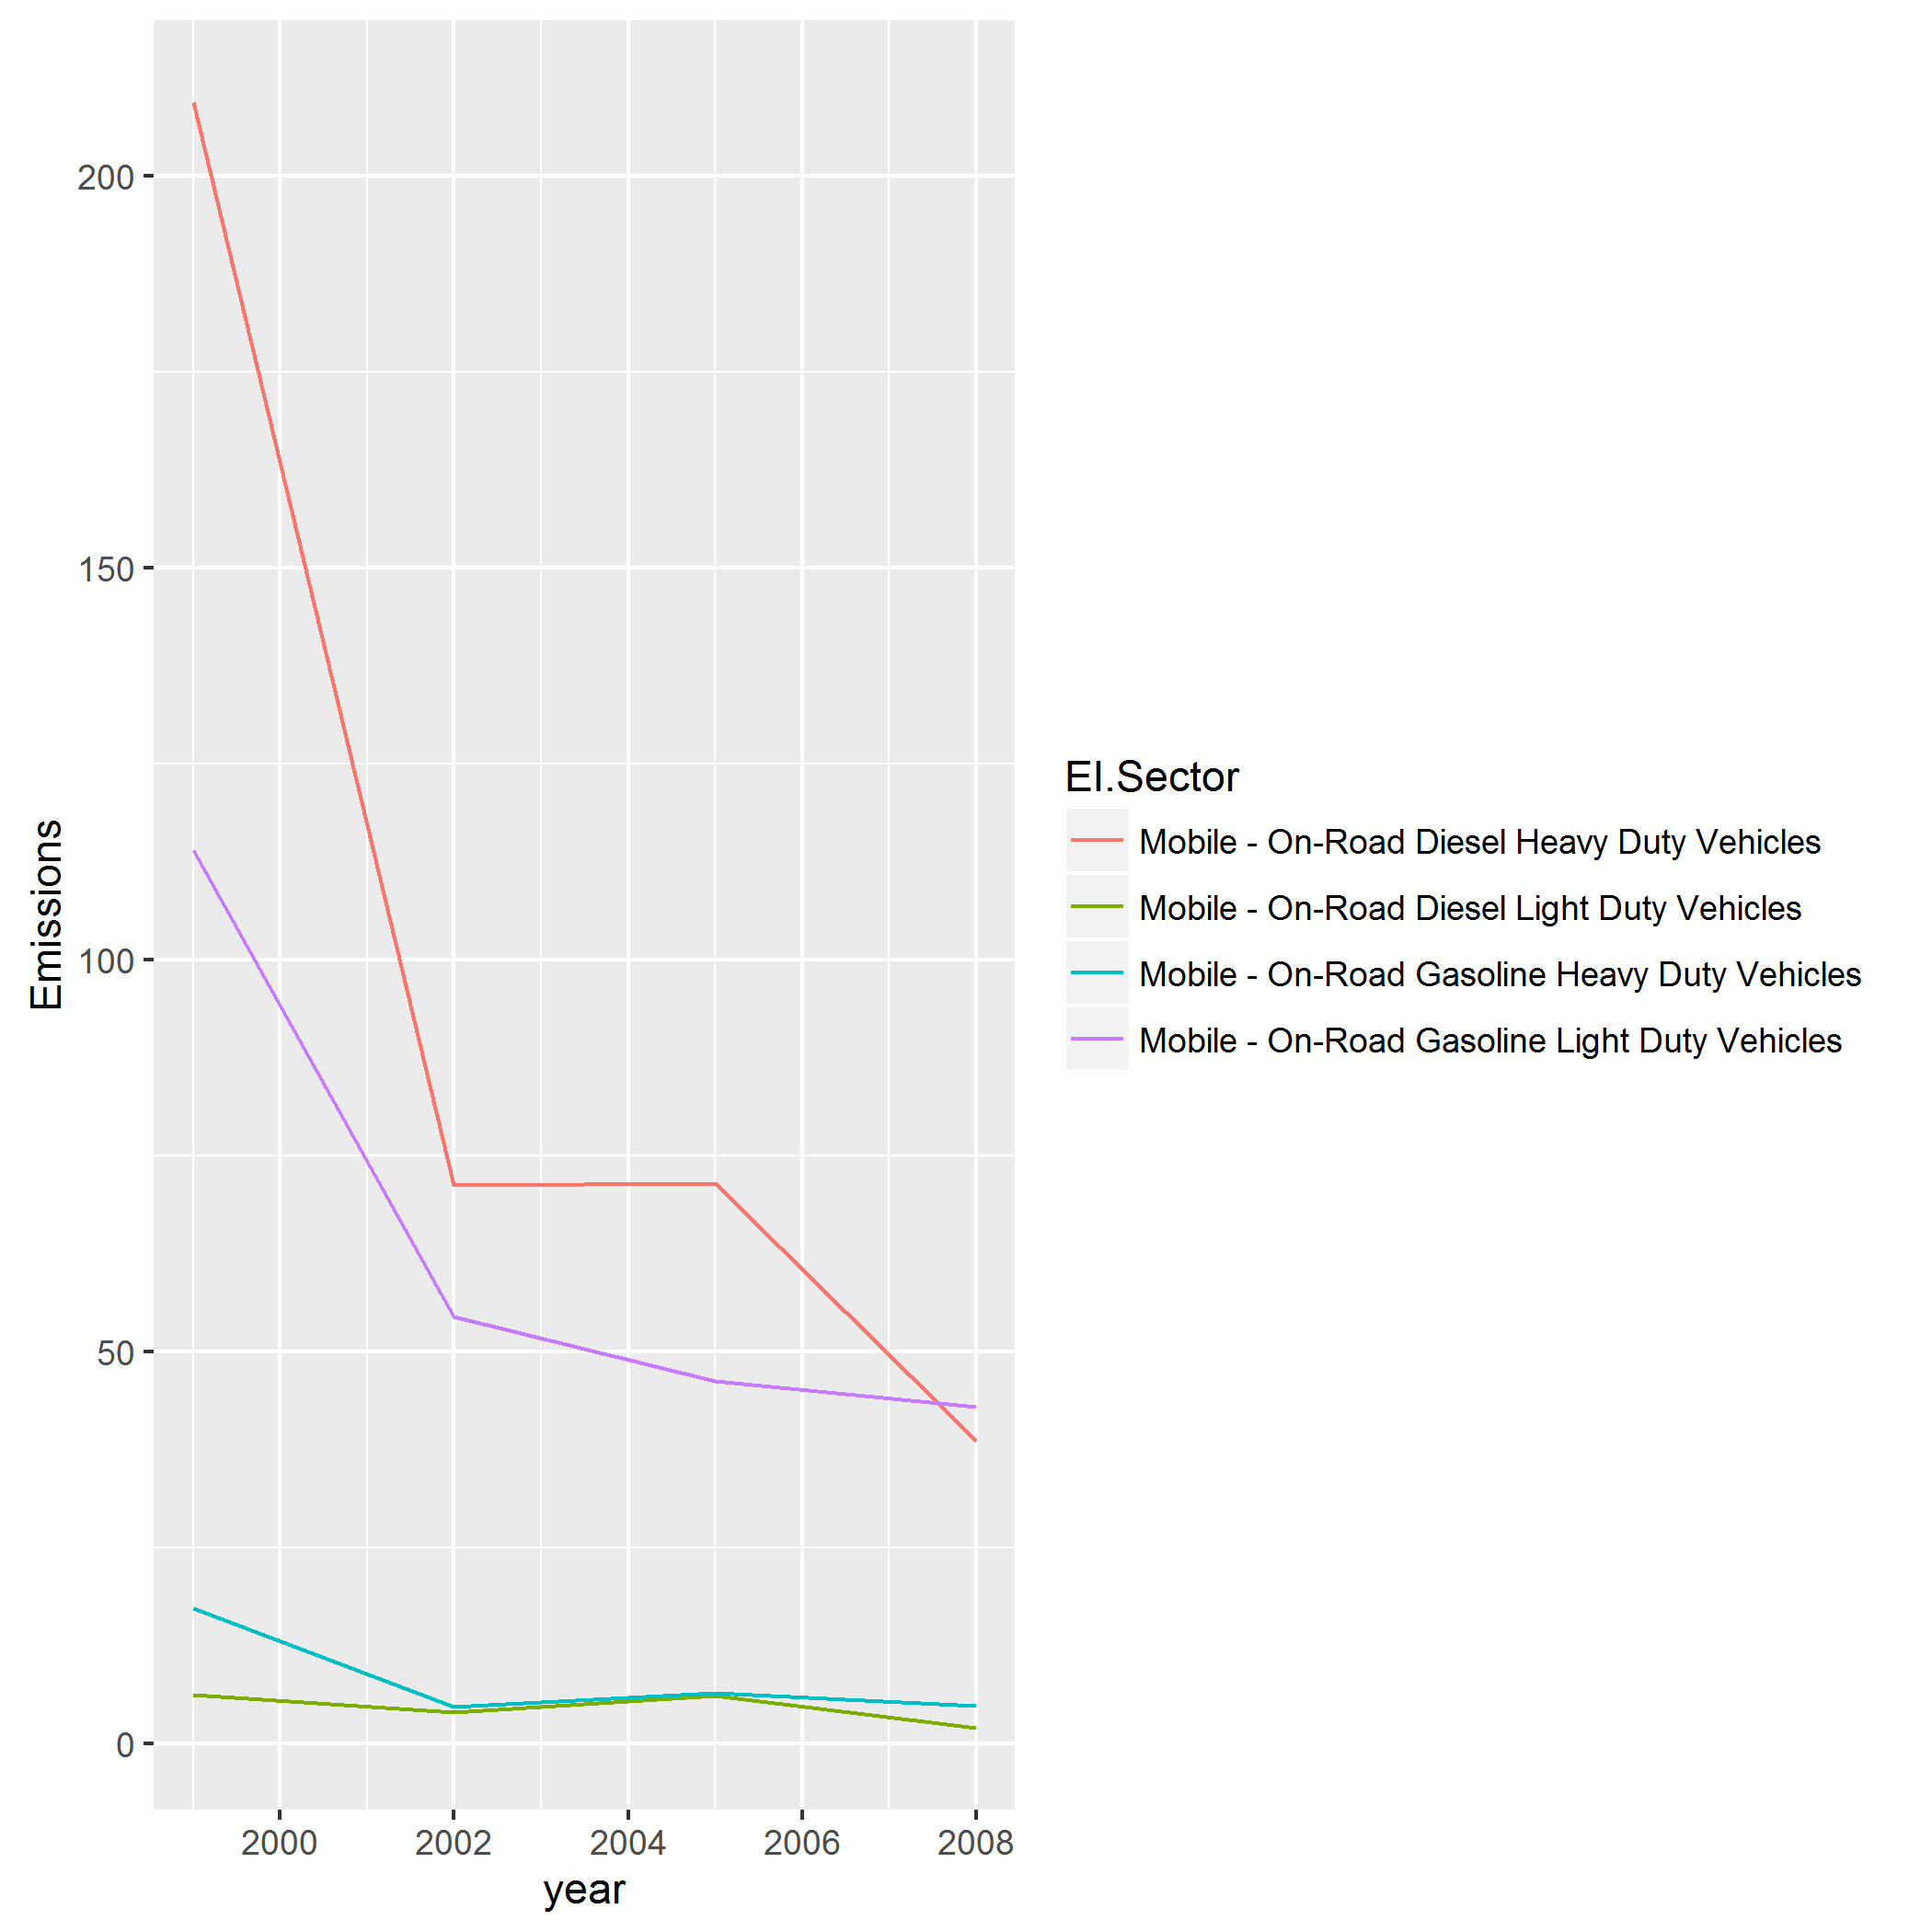 Emissions
200
150
100
50
0
2000 2002 2004 2006 2008
year
EI.Sector
Mobile - On-Road Diesel Heavy Duty Vehicles
Mobile - On-Road Diesel Light Duty Vehicles
Mobile - On-Road Gasoline Heavy Duty Vehicles
Mobile - On-Road Gasoline Light Duty Vehicles